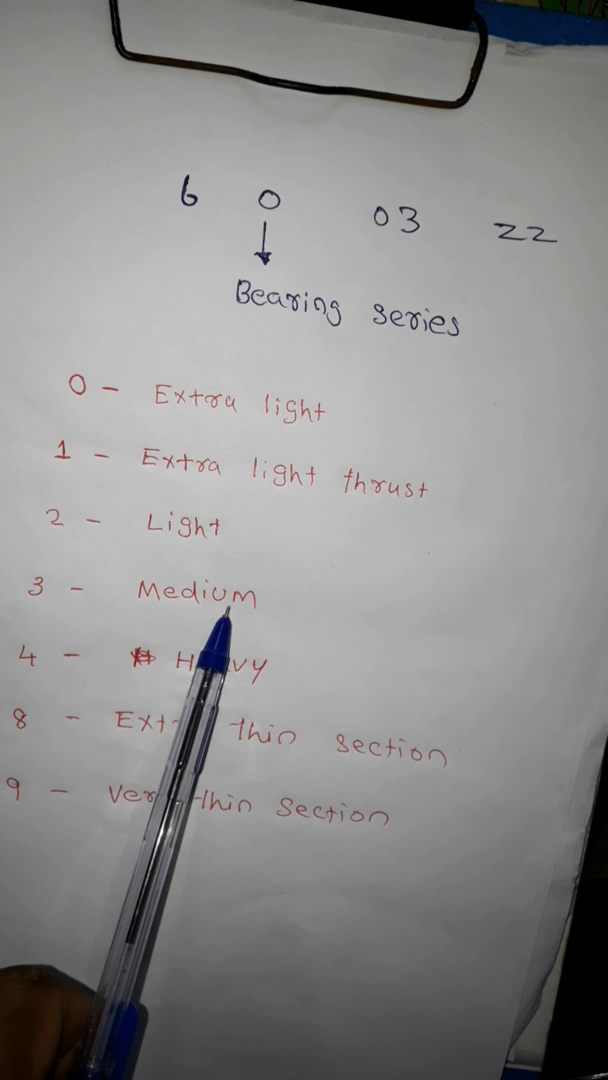 6 0 03 ZZ
Bearing series
0 - Extra light
1 - Extra light thrust
2 - Light
3 - Medium
4 -
8 - thin section
9 - thin section